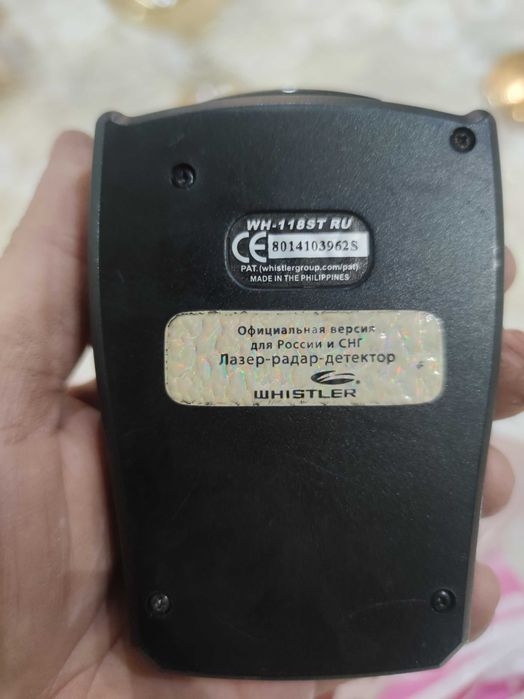 WH-118ST RU
CE 8014103962S
PAT. (whistlergroup.com/pat)
MADE IN THE PHILIPPINES
Официальная версия
для России и СНГ
Лазер-радар-детектор
WHISTLER